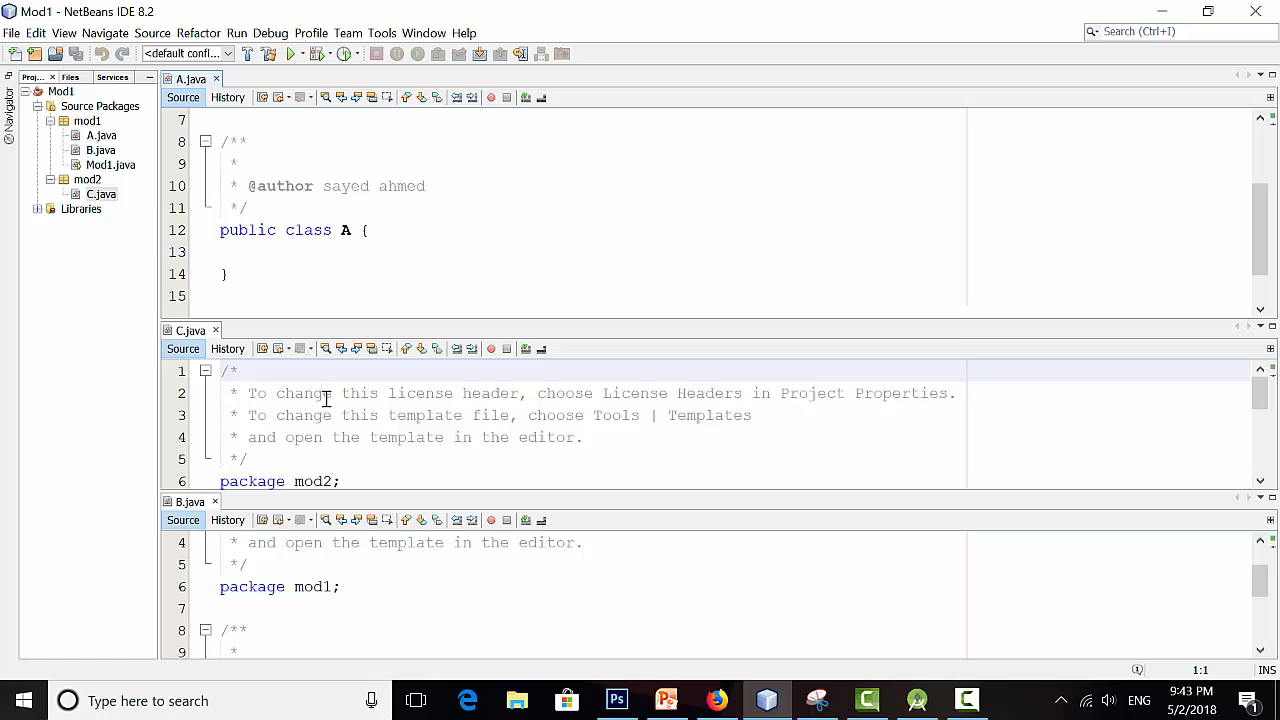 Mod1 - NetBeans IDE 8.2
File Edit View Navigate Source Refactor Run Debug Profile Team Tools Window Help
Search (Ctrl+I)
<default confi...
Proj... Files Services
A.java
Navigator
Mod1
Source Packages
mod1
A.java
B.java
Mod1.java
mod2
C.java
Libraries
Source History
7
8 /**
9 *
10 * @author sayed ahmed
11 */
12 public class A {
13
14 }
15
C.java
Source History
1 /*
2 * To change this license header, choose License Headers in Project Properties.
3 * To change this template file, choose Tools | Templates
4 * and open the template in the editor.
5 */
6 package mod2;
B.java
Source History
4 * and open the template in the editor.
5 */
6 package mod1;
7
8 /**
9 *
1:1 INS
Type here to search
Ps
ENG
9:43 PM
5/2/2018
1